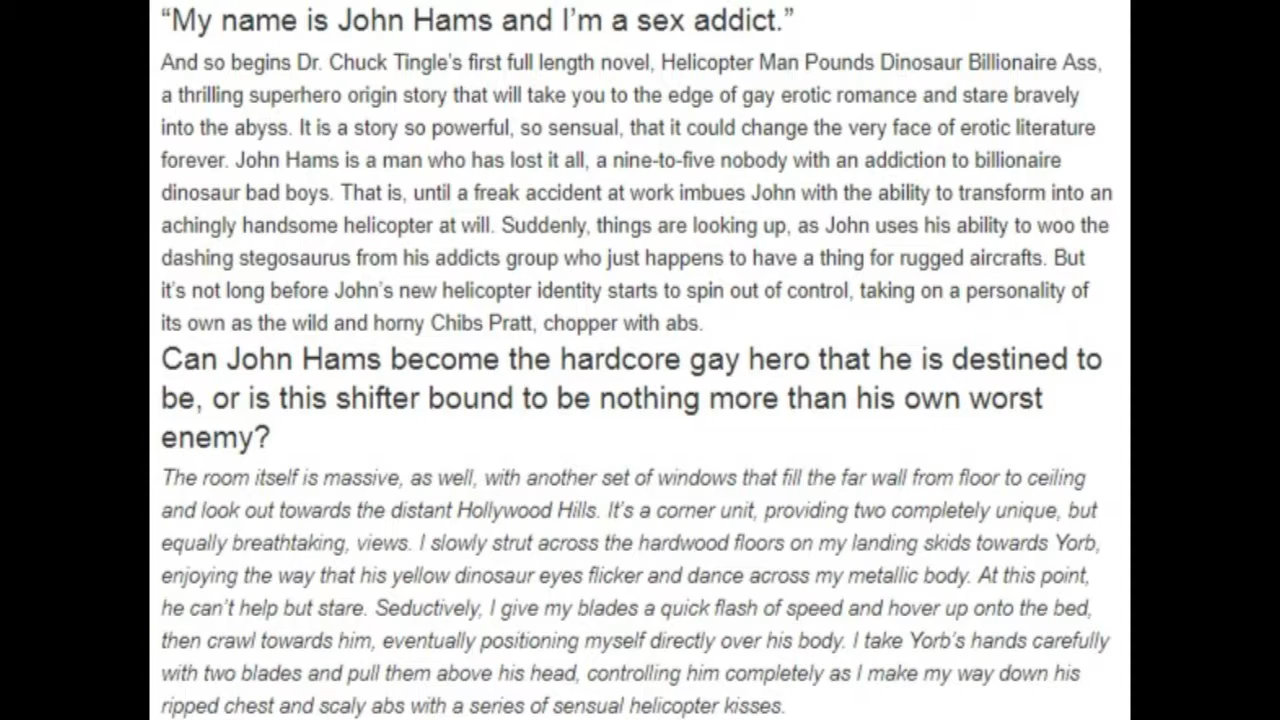 “My name is John Hams and I’m a sex addict.”
And so begins Dr. Chuck Tingle’s first full length novel, Helicopter Man Pounds Dinosaur Billionaire Ass,
a thrilling superhero origin story that will take you to the edge of gay erotic romance and stare bravely
into the abyss. It is a story so powerful, so sensual, that it could change the very face of erotic literature
forever. John Hams is a man who has lost it all, a nine-to-five nobody with an addiction to billionaire
dinosaur bad boys. That is, until a freak accident at work imbues John with the ability to transform into an
achingly handsome helicopter at will. Suddenly, things are looking up, as John uses his ability to woo the
dashing stegosaurus from his addicts group who just happens to have a thing for rugged aircrafts. But
it’s not long before John’s new helicopter identity starts to spin out of control, taking on a personality of
its own as the wild and horny Chibs Pratt, chopper with abs.
Can John Hams become the hardcore gay hero that he is destined to
be, or is this shifter bound to be nothing more than his own worst
enemy?
The room itself is massive, as well, with another set of windows that fill the far wall from floor to ceiling
and look out towards the distant Hollywood Hills. It’s a corner unit, providing two completely unique, but
equally breathtaking, views. I slowly strut across the hardwood floors on my landing skids towards Yorb,
enjoying the way that his yellow dinosaur eyes flicker and dance across my metallic body. At this point,
he can’t help but stare. Seductively, I give my blades a quick flash of speed and hover up onto the bed,
then crawl towards him, eventually positioning myself directly over his body. I take Yorb’s hands carefully
with two blades and pull them above his head, controlling him completely as I make my way down his
ripped chest and scaly abs with a series of sensual helicopter kisses.